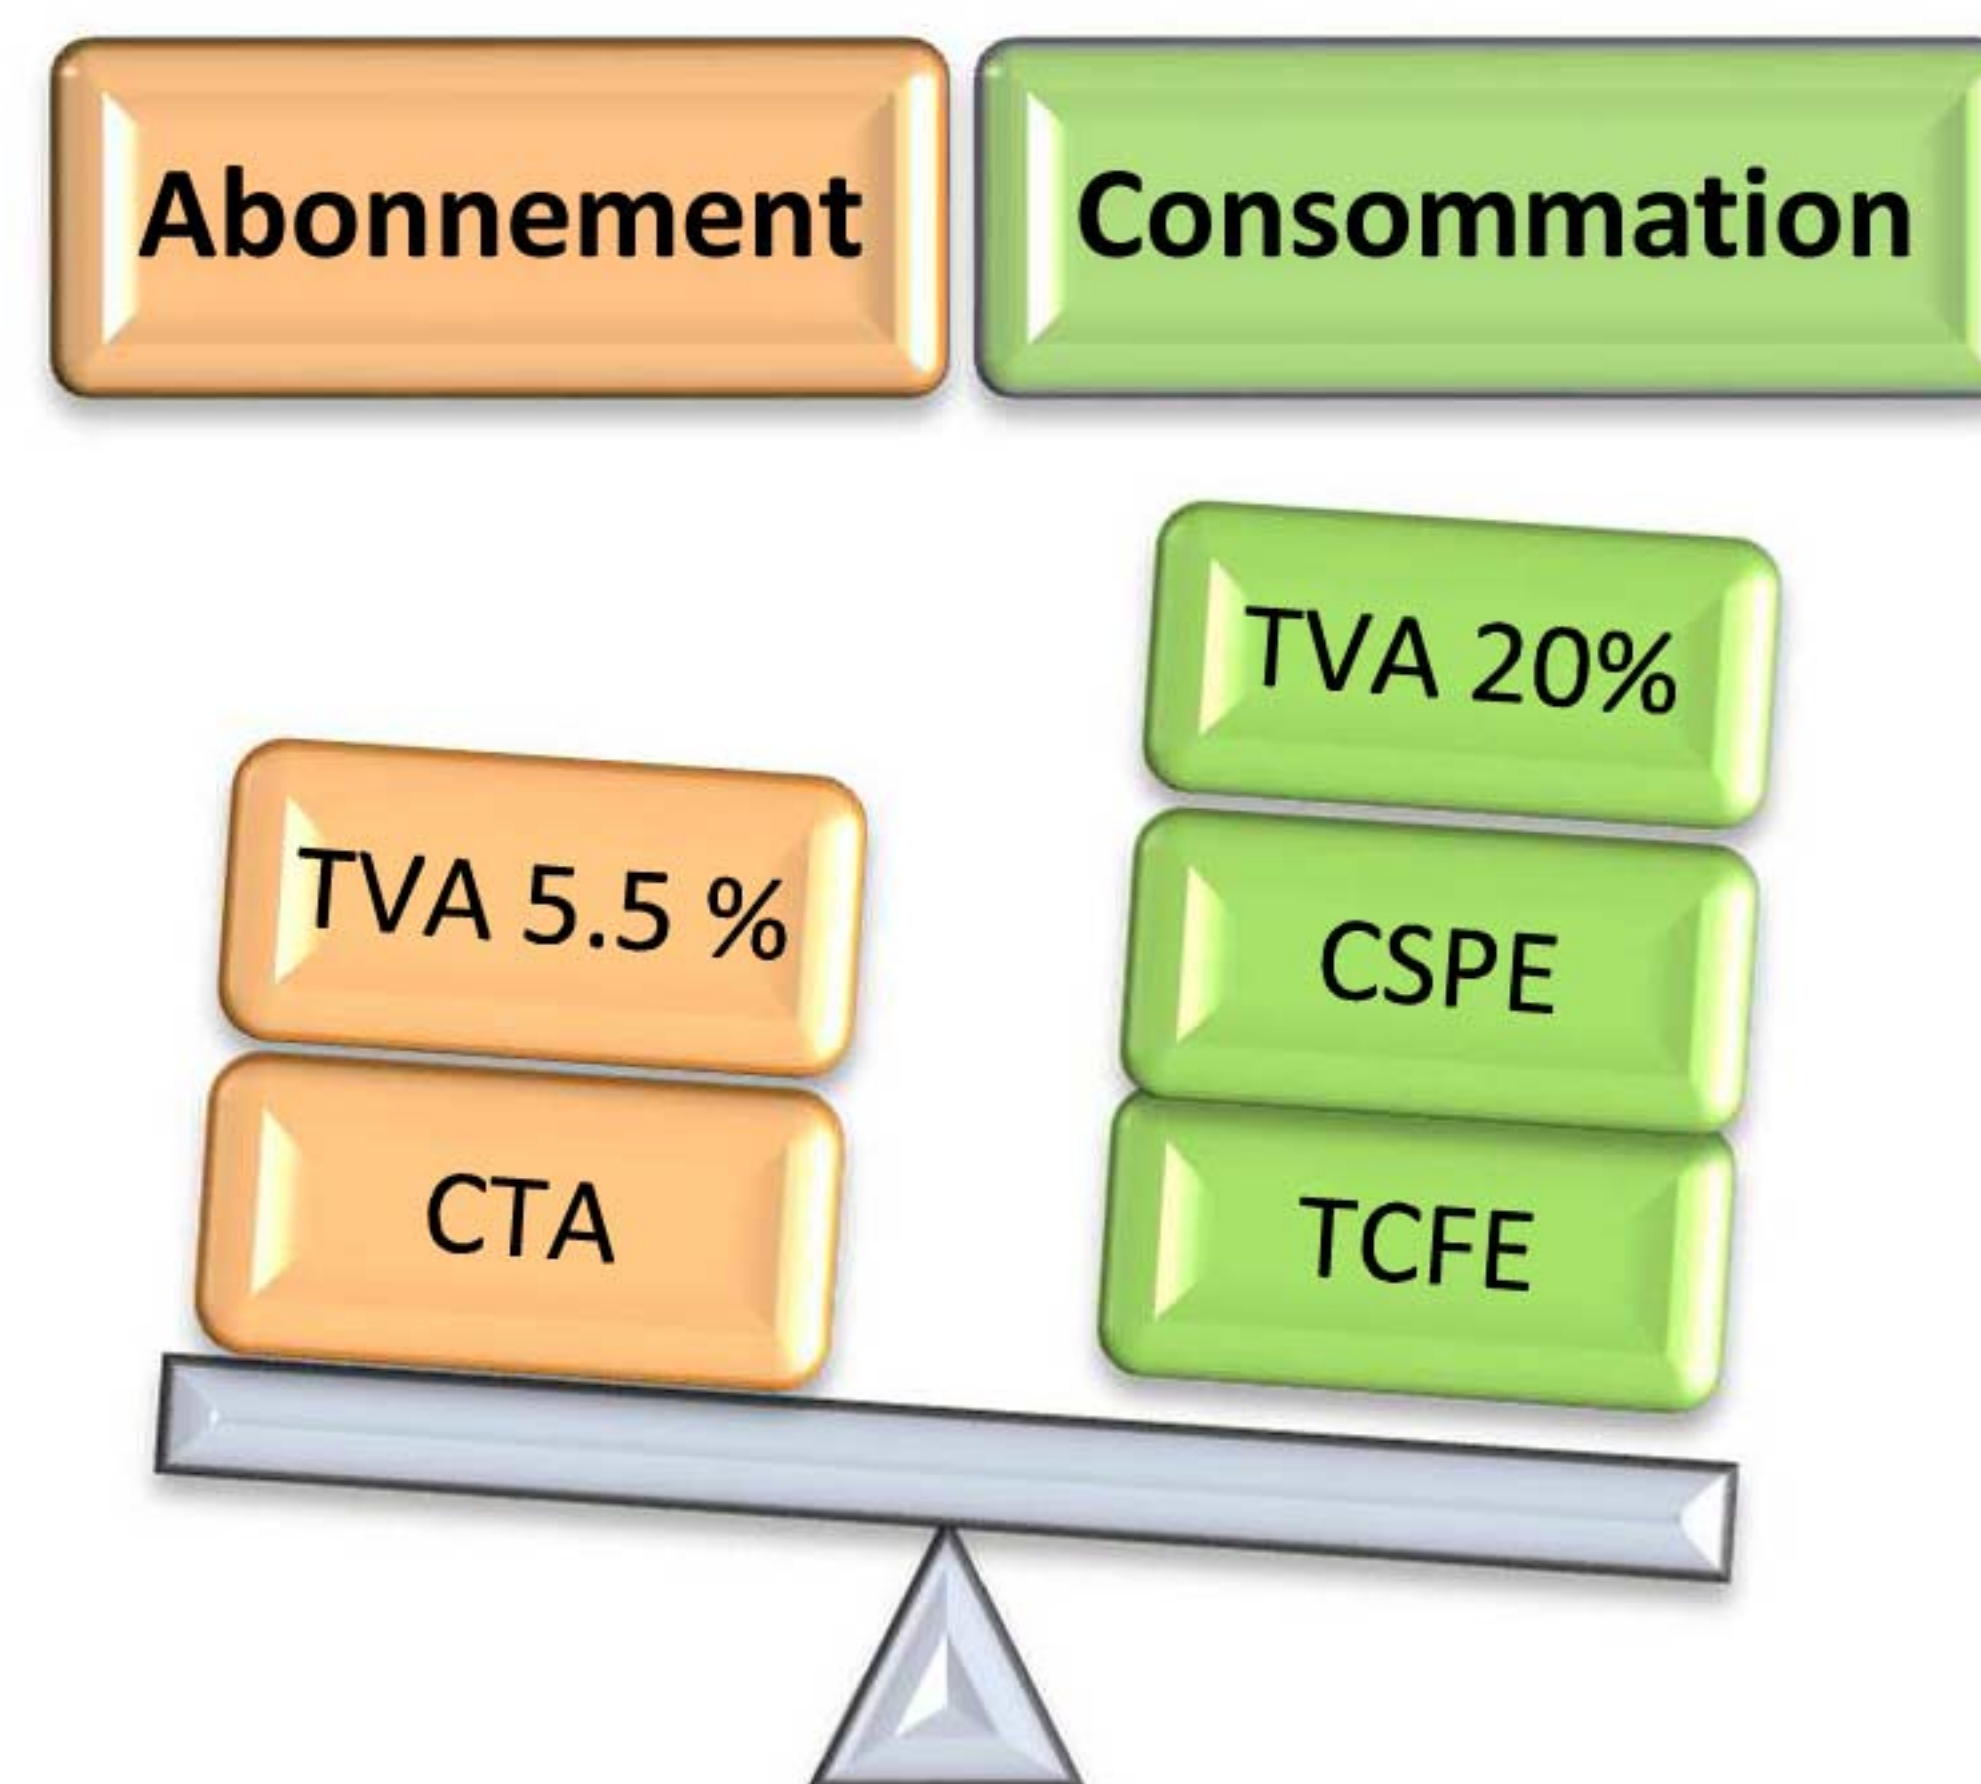 Abonnement
Consommation
TVA 5.5 %
CTA
TVA 20%
CSPE
TCFE